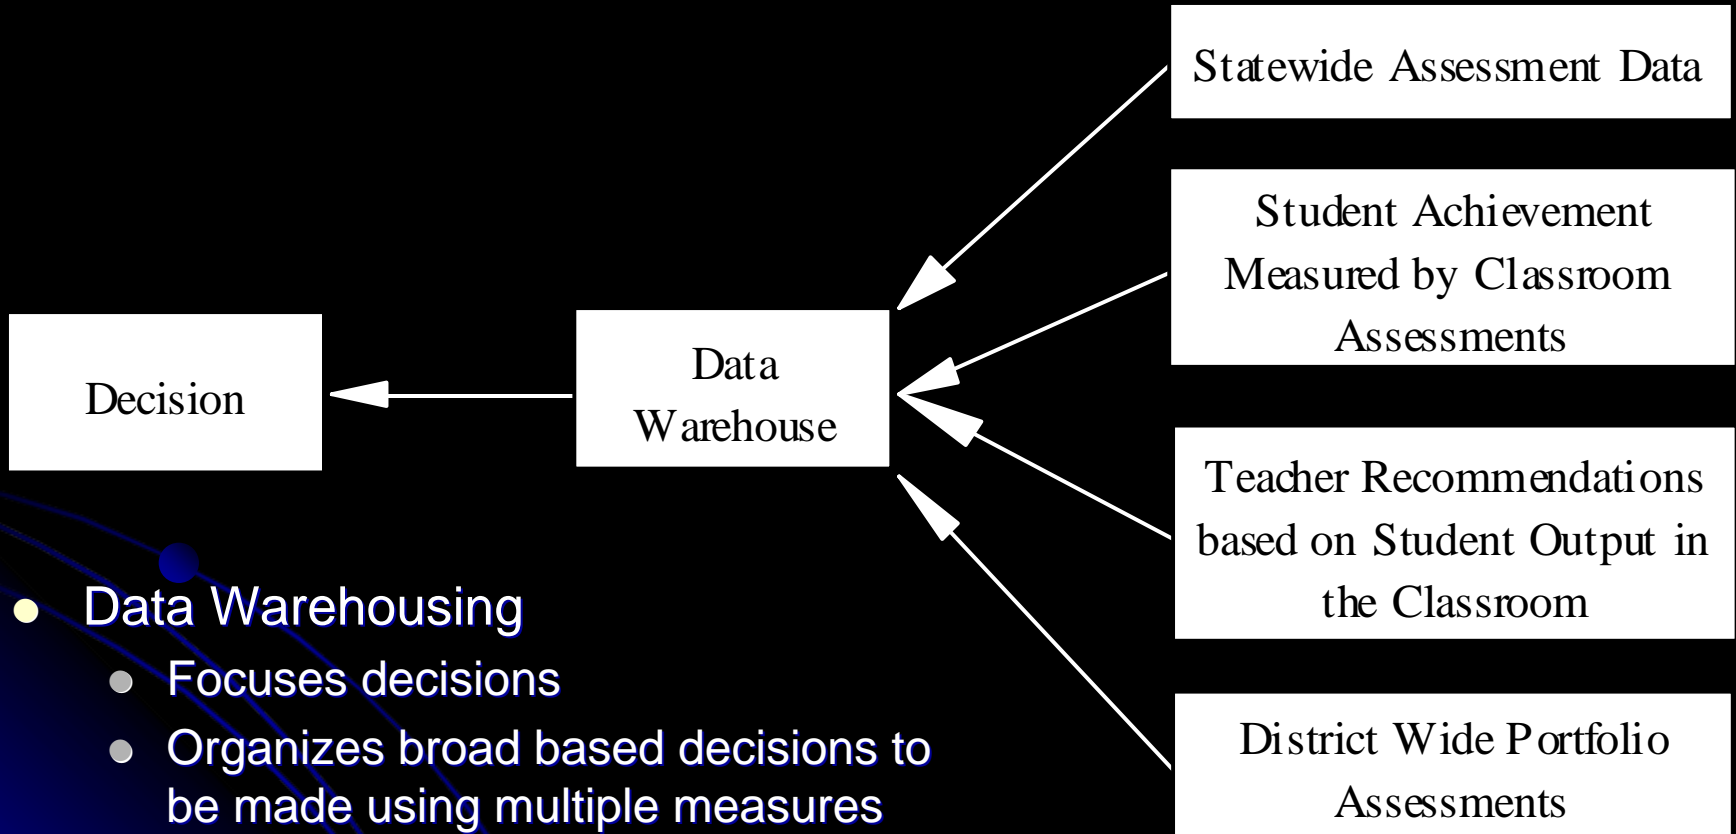 Statewide Assessment Data
Student Achievement
Measured by Classroom
Assessments
Decision
Data
Warehouse
Teacher Recommendations
based on Student Output in
the Classroom
District Wide Portfolio
Assessments
Data Warehousing
Focuses decisions
Organizes broad based decisions to
be made using multiple measures